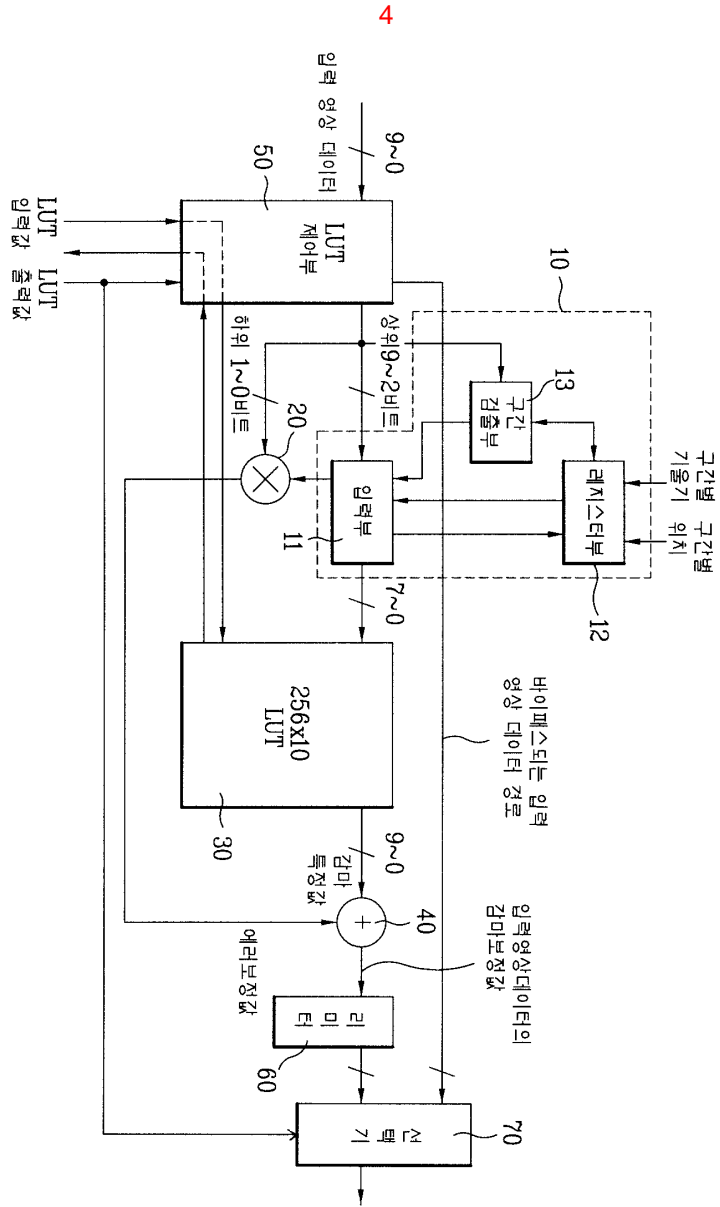 4
구간별
기울기
구간별
위치
10
레지스터부
12
13
구간
검출부
바이패스되는 입력
영상 데이터 경로
입력영상데이터의
감마보정값
입력 영상 데이터
9~0
50
LUT
제어부
상위9~2비트
하위 1~0비트
20
입력부
11
7~0
256x10
LUT
30
9~0
감마
특정값
40
+
에러보정값
리미터
60
선택기
70
LUT
입력값
LUT
출력값